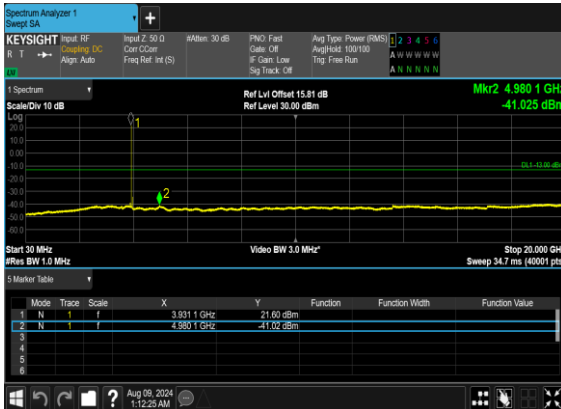 Spectrum Analyzer 1
Swept SA
KEYSIGHT
R T
LXI
Input: RF
Coupling: DC
Align: Auto
Input Z: 50 Ω
Corr CCorr
Freq Ref: Int (S)
#Atten: 30 dB
PNO: Fast
Gate: Off
IF Gain: Low
Sig Track: Off
Avg Type: Power (RMS)
Avg|Hold: 100/100
Trig: Free Run
1 2 3 4 5 6
A W W W W W
A N N N N N
1 Spectrum
Scale/Div 10 dB
Ref Lvl Offset 15.81 dB
Ref Level 30.00 dBm
Mkr2 4.980 1 GHz
-41.025 dBm
Log
20.0
10.0
0.00
-10.0
-20.0
-30.0
-40.0
-50.0
-60.0
1
2
DL1 -13.00 dBm
Start 30 MHz
#Res BW 1.0 MHz
Video BW 3.0 MHz*
Stop 20.000 GHz
Sweep 34.7 ms (40001 pts)
5 Marker Table
Mode Trace Scale X Y Function Function Width Function Value
1 N 1 f 3.931 1 GHz 21.60 dBm
2 N 1 f 4.980 1 GHz -41.02 dBm
3
4
5
6
?
Aug 09, 2024
1:12:25 AM